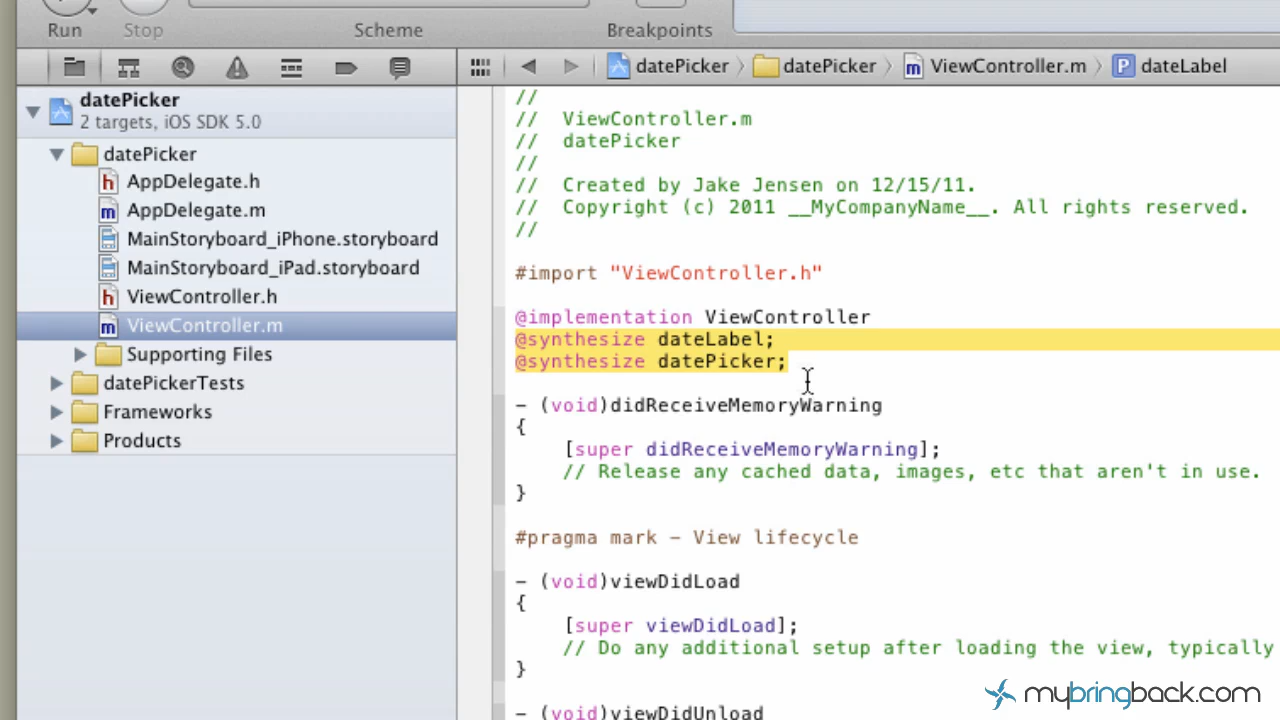 Run Stop Scheme Breakpoints
datePicker datePicker ViewController.m P dateLabel
datePicker
2 targets, iOS SDK 5.0
datePicker
h AppDelegate.h
m AppDelegate.m
MainStoryboard_iPhone.storyboard
MainStoryboard_iPad.storyboard
h ViewController.h
m ViewController.m
Supporting Files
datePickerTests
Frameworks
Products
//
// ViewController.m
// datePicker
//
// Created by Jake Jensen on 12/15/11.
// Copyright (c) 2011 __MyCompanyName__. All rights reserved.
//
#import "ViewController.h"
@implementation ViewController
@synthesize dateLabel;
@synthesize datePicker;
- (void)didReceiveMemoryWarning
{
[super didReceiveMemoryWarning];
// Release any cached data, images, etc that aren't in use.
}
#pragma mark - View lifecycle
- (void)viewDidLoad
{
[super viewDidLoad];
// Do any additional setup after loading the view, typically
}
- (void)viewDidUnload
mybringback.com